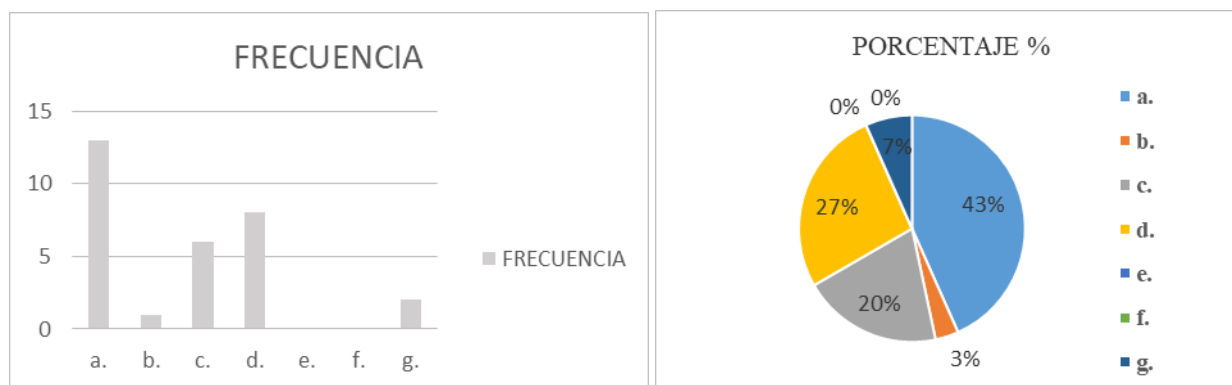 FRECUENCIA
15
10
5
0
a. b. c. d. e. f. g.
FRECUENCIA
PORCENTAJE %
0% 0%
7%
43%
27%
20%
3%
a.
b.
c.
d.
e.
f.
g.